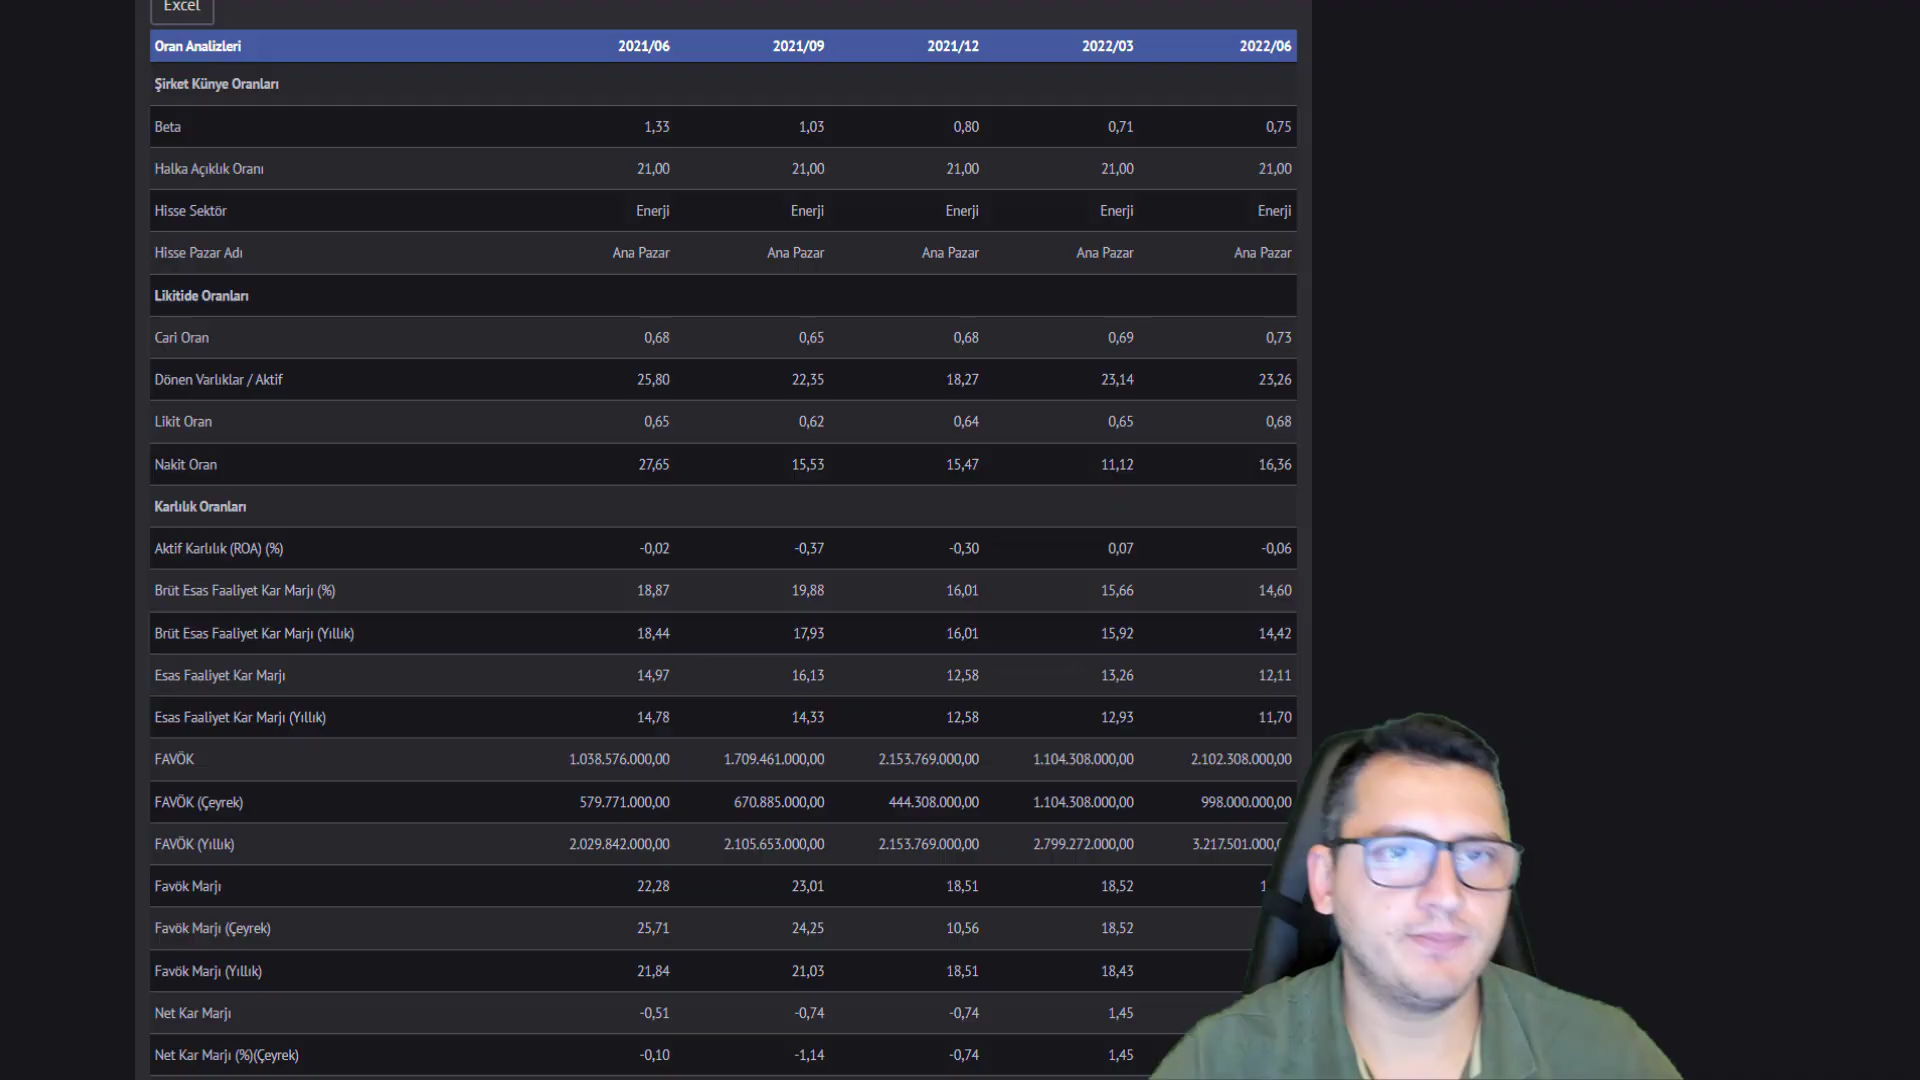 Excel
Oran Analizleri 2021/06 2021/09 2021/12 2022/03 2022/06
Şirket Künye Oranları
Beta 1,33 1,03 0,80 0,71 0,75
Halka Açıklık Oranı 21,00 21,00 21,00 21,00 21,00
Hisse Sektör Enerji Enerji Enerji Enerji Enerji
Hisse Pazar Adı Ana Pazar Ana Pazar Ana Pazar Ana Pazar Ana Pazar
Likitide Oranları
Cari Oran 0,68 0,65 0,68 0,69 0,73
Dönen Varlıklar / Aktif 25,80 22,35 18,27 23,14 23,26
Likit Oran 0,65 0,62 0,64 0,65 0,68
Nakit Oran 27,65 15,53 15,47 11,12 16,36
Karlılık Oranları
Aktif Karlılık (ROA) (%) -0,02 -0,37 -0,30 0,07 -0,06
Brüt Esas Faaliyet Kar Marjı (%) 18,87 19,88 16,01 15,66 14,60
Brüt Esas Faaliyet Kar Marjı (Yıllık) 18,44 17,93 16,01 15,92 14,42
Esas Faaliyet Kar Marjı 14,97 16,13 12,58 13,26 12,11
Esas Faaliyet Kar Marjı (Yıllık) 14,78 14,33 12,58 12,93 11,70
FAVÖK 1.038.576.000,00 1.709.461.000,00 2.153.769.000,00 1.104.308.000,00 2.102.308.000,00
FAVÖK (Çeyrek) 579.771.000,00 670.885.000,00 444.308.000,00 1.104.308.000,00 998.000.000,00
FAVÖK (Yıllık) 2.029.842.000,00 2.105.653.000,00 2.153.769.000,00 2.799.272.000,00
Favök Marjı 22,28 23,01 18,51 18,52
Favök Marjı (Çeyrek) 25,71 24,25 10,56 18,52
Favök Marjı (Yıllık) 21,84 21,03 18,51 18,43
Net Kar Marjı -0,51 -0,74 -0,74 1,45
Net Kar Marjı (%)(Çeyrek) -0,10 -1,14 -0,74 1,45